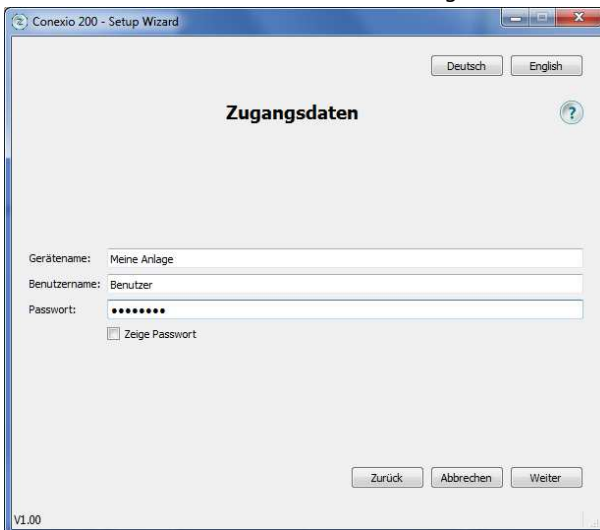 Conexio 200 - Setup Wizard
Deutsch English
Zugangsdaten
?
Gerätename: Meine Anlage
Benutzername: Benutzer
Passwort: ●●●●●●●●
Zeige Passwort
Zurück Abbrechen Weiter
V1.00